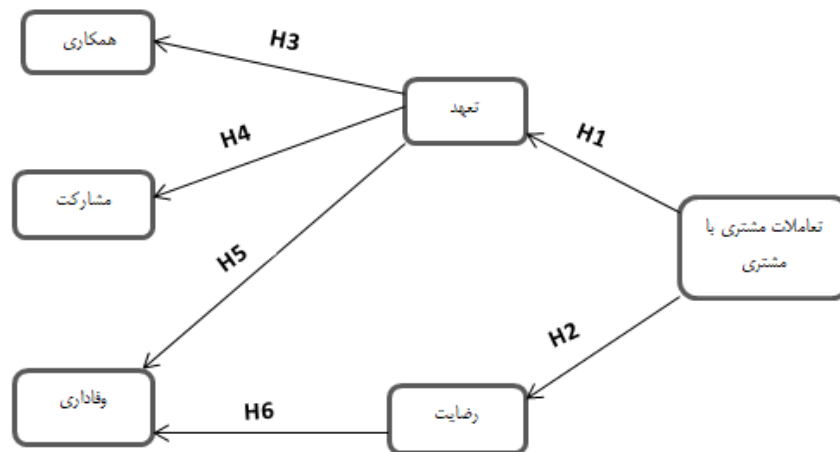 همکاری
H3
تعهد
H1
H4
مشارکت
تعاملات مشتری با
مشتری
H5
H2
وفاداری
H6
رضایت